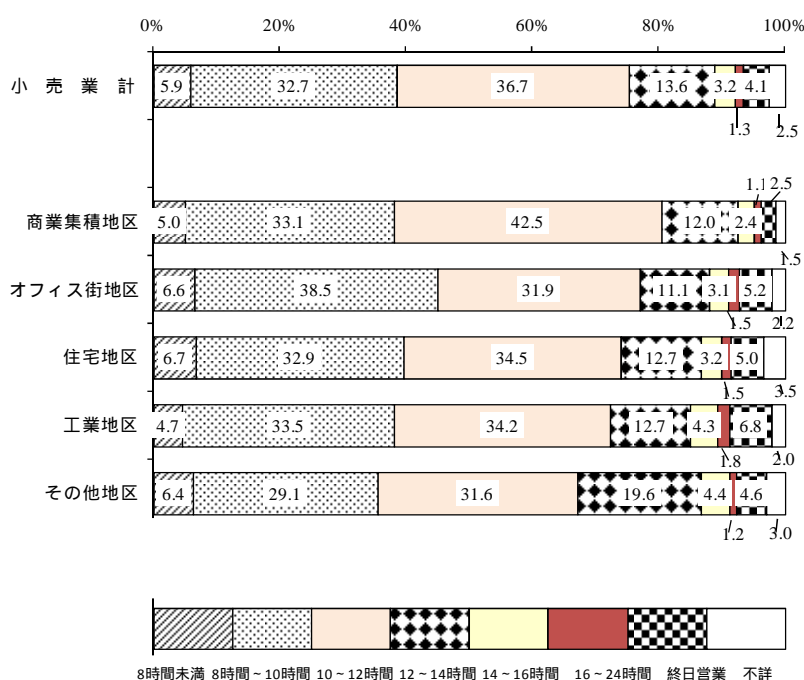 0% 20% 40% 60% 80% 100%
小売業計 5.9 32.7 36.7 13.6 3.2 4.1
1.3 2.5
1.1 2.5
商業集積地区 5.0 33.1 42.5 12.0 2.4
1.5
オフィス街地区 6.6 38.5 31.9 11.1 3.1 5.2
1.5 2.2
住宅地区 6.7 32.9 34.5 12.7 3.2 5.0
1.5 3.5
工業地区 4.7 33.5 34.2 12.7 4.3 6.8
1.8 2.0
その他地区 6.4 29.1 31.6 19.6 4.4 4.6
1.2 3.0
8時間未満 8時間~10時間 10~12時間 12~14時間 14~16時間 16~24時間 終日営業 不詳